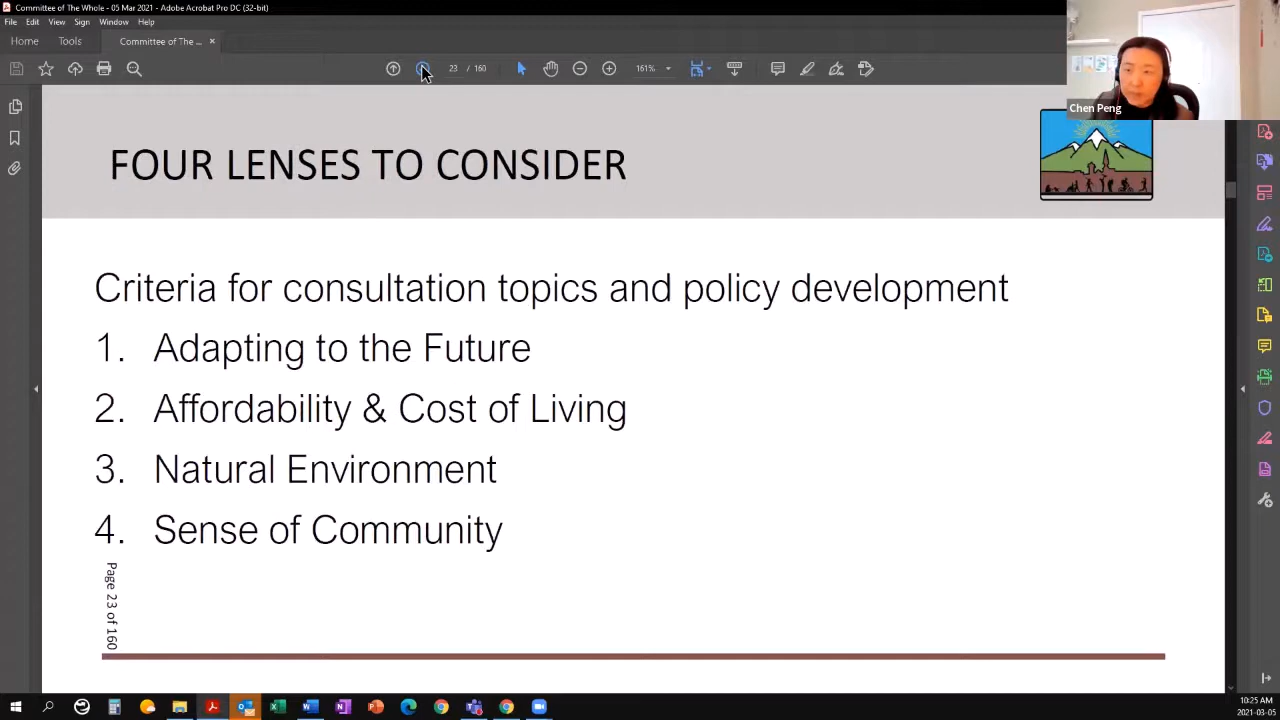 Committee of The Whole - 05 Mar 2021 - Adobe Acrobat Pro DC (32-bit)
File Edit View Sign Window Help
Home Tools Committee of The ... ×
23 / 160 161%
Chen Peng
FOUR LENSES TO CONSIDER
Criteria for consultation topics and policy development
1. Adapting to the Future
2. Affordability & Cost of Living
3. Natural Environment
4. Sense of Community
Page 23 of 160
10:25 AM
2021-03-05